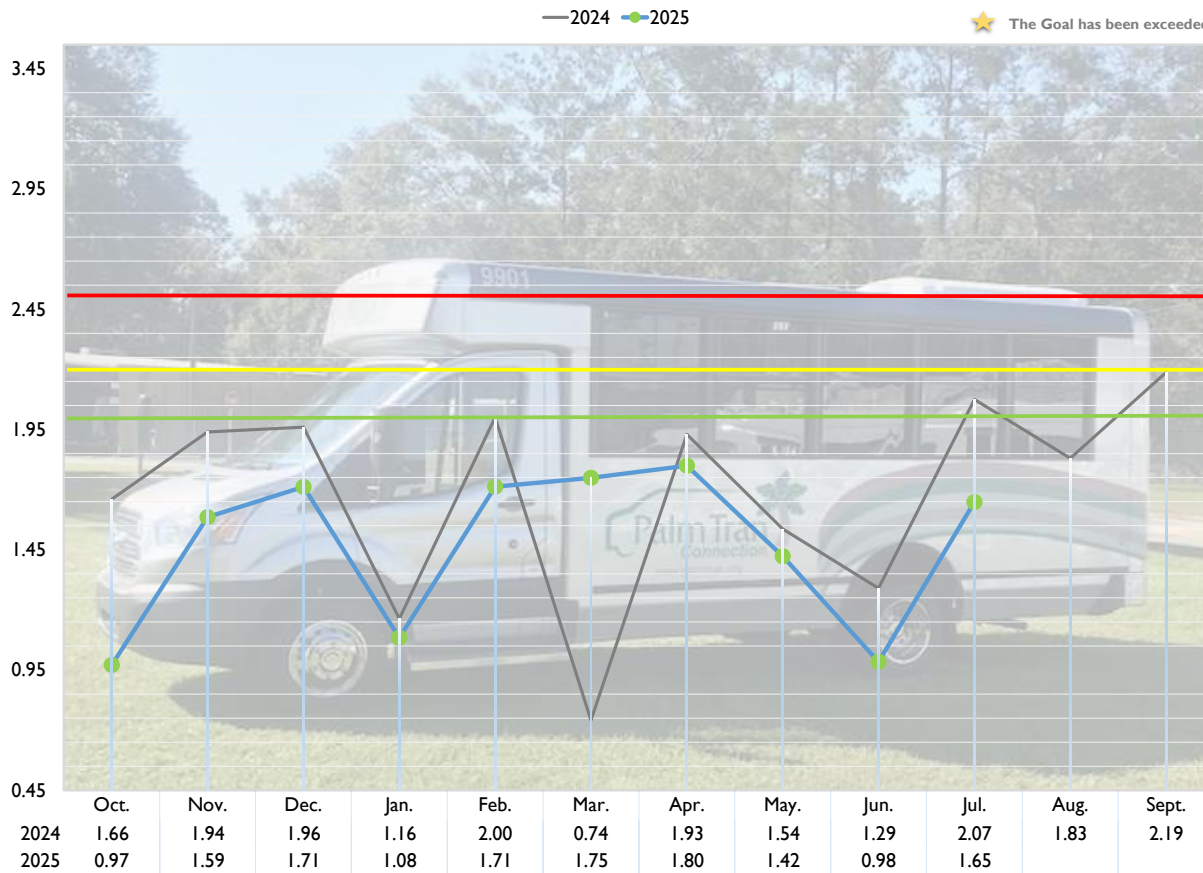 2024 2025
The Goal has been exceeded
3.45
2.95
2.45
1.95
1.45
0.95
0.45
9901
Palm Tran
Connection
Oct. Nov. Dec. Jan. Feb. Mar. Apr. May. Jun. Jul. Aug. Sept.
2024 1.66 1.94 1.96 1.16 2.00 0.74 1.93 1.54 1.29 2.07 1.83 2.19
2025 0.97 1.59 1.71 1.08 1.71 1.75 1.80 1.42 0.98 1.65